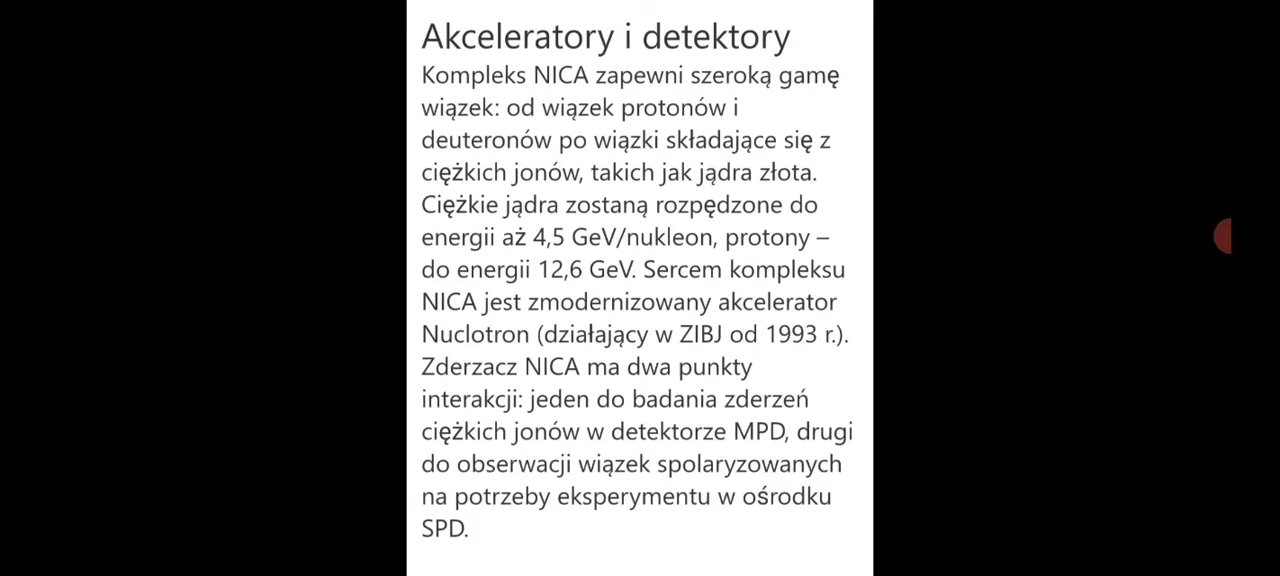 Akceleratory i detektory
Kompleks NICA zapewni szeroką gamę
wiązek: od wiązek protonów i
deuteronów po wiązki składające się z
ciężkich jonów, takich jak jądra złota.
Ciężkie jądra zostaną rozpędzone do
energii aż 4,5 GeV/nukleon, protony –
do energii 12,6 GeV. Sercem kompleksu
NICA jest zmodernizowany akcelerator
Nuclotron (działający w ZIBJ od 1993 r.).
Zderzacz NICA ma dwa punkty
interakcji: jeden do badania zderzeń
ciężkich jonów w detektorze MPD, drugi
do obserwacji wiązek spolaryzowanych
na potrzeby eksperymentu w ośrodku
SPD.